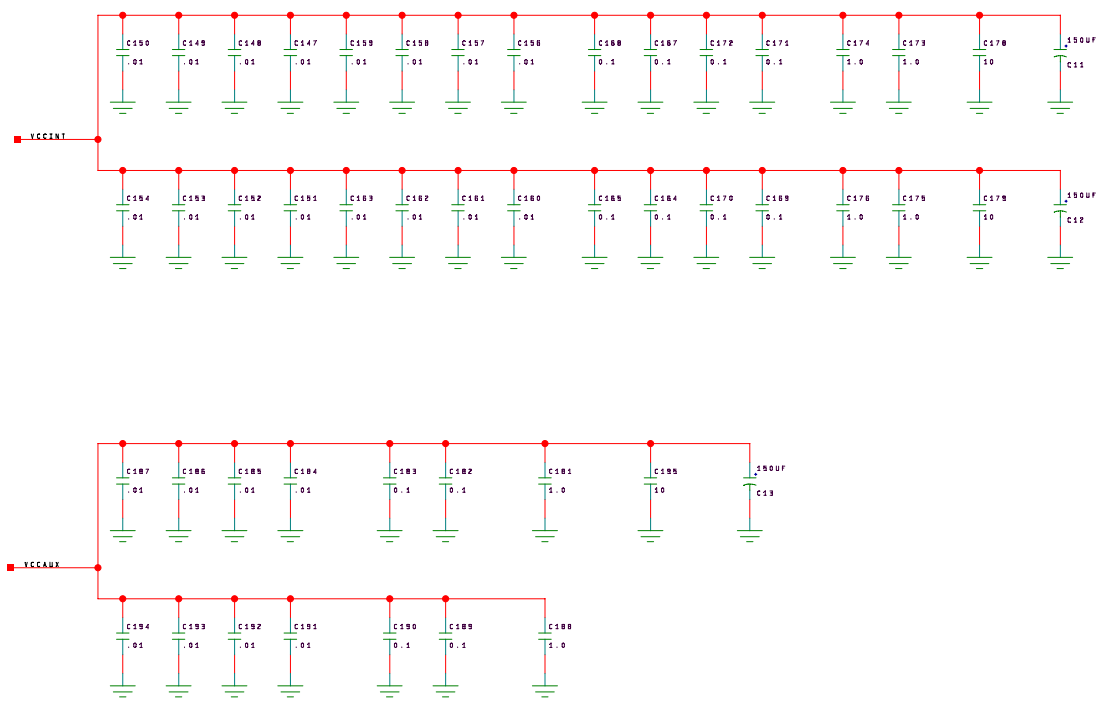 C150 C149 C148 C147 C159 C158 C157 C156 C168 C167 C172 C171 C174 C173 C178 150UF
.01 .01 .01 .01 .01 .01 .01 .01 0.1 0.1 0.1 0.1 1.0 1.0 10 C11
VCCINT
C154 C153 C152 C151 C163 C162 C161 C160 C165 C164 C170 C169 C176 C175 C179 150UF
.01 .01 .01 .01 .01 .01 .01 .01 0.1 0.1 0.1 0.1 1.0 1.0 10 C12
C187 C186 C185 C184 C183 C182 C181 C195 150UF
.01 .01 .01 .01 0.1 0.1 1.0 10 C13
VCCAUX
C194 C193 C192 C191 C190 C189 C188
.01 .01 .01 .01 0.1 0.1 1.0